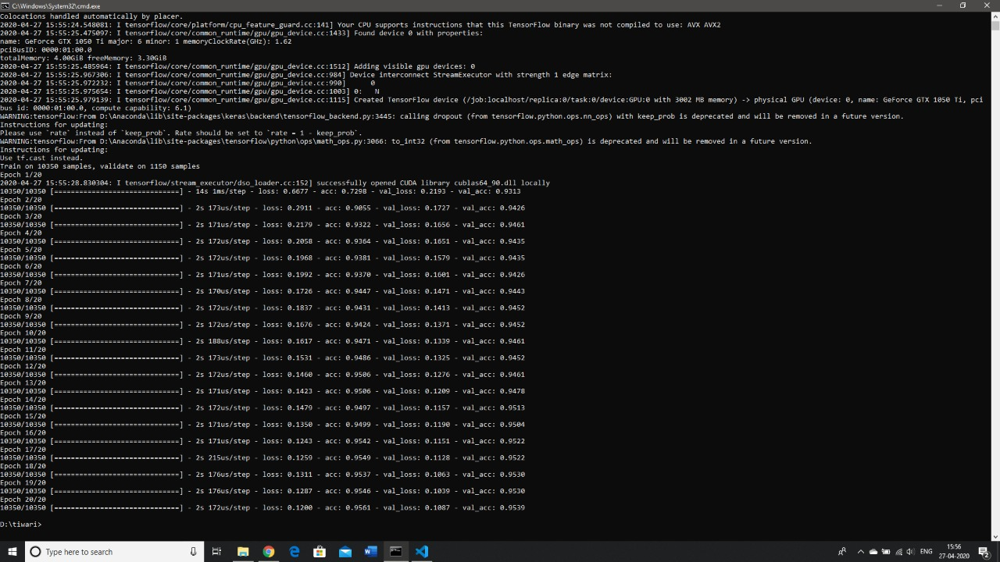 C:\Windows\System32\cmd.exe
Colocations handled automatically by placer.
2020-04-27 15:55:24.548081: I tensorflow/core/platform/cpu_feature_guard.cc:141] Your CPU supports instructions that this TensorFlow binary was not compiled to use: AVX AVX2
2020-04-27 15:55:25.475097: I tensorflow/core/common_runtime/gpu/gpu_device.cc:1433] Found device 0 with properties:
name: GeForce GTX 1050 Ti major: 6 minor: 1 memoryClockRate(GHz): 1.62
pciBusID: 0000:01:00.0
totalMemory: 4.00GiB freeMemory: 3.30GiB
2020-04-27 15:55:25.485964: I tensorflow/core/common_runtime/gpu/gpu_device.cc:1512] Adding visible gpu devices: 0
2020-04-27 15:55:25.967306: I tensorflow/core/common_runtime/gpu/gpu_device.cc:984] Device interconnect StreamExecutor with strength 1 edge matrix:
2020-04-27 15:55:25.972232: I tensorflow/core/common_runtime/gpu/gpu_device.cc:990]      0
2020-04-27 15:55:25.975654: I tensorflow/core/common_runtime/gpu/gpu_device.cc:1003] 0:   N
2020-04-27 15:55:25.979139: I tensorflow/core/common_runtime/gpu/gpu_device.cc:1115] Created TensorFlow device (/job:localhost/replica:0/task:0/device:GPU:0 with 3002 MB memory) -> physical GPU (device: 0, name: GeForce GTX 1050 Ti, pci
bus id: 0000:01:00.0, compute capability: 6.1)
WARNING:tensorflow:From D:\Anaconda\lib\site-packages\keras\backend\tensorflow_backend.py:3445: calling dropout (from tensorflow.python.ops.nn_ops) with keep_prob is deprecated and will be removed in a future version.
Instructions for updating:
Please use `rate` instead of `keep_prob`. Rate should be set to `rate = 1 - keep_prob`.
WARNING:tensorflow:From D:\Anaconda\lib\site-packages\tensorflow\python\ops\math_ops.py:3066: to_int32 (from tensorflow.python.ops.math_ops) is deprecated and will be removed in a future version.
Instructions for updating:
Use tf.cast instead.
Train on 10350 samples, validate on 1150 samples
Epoch 1/20
2020-04-27 15:55:28.830304: I tensorflow/stream_executor/dso_loader.cc:152] successfully opened CUDA library cublas64_90.dll locally
10350/10350 [==============================] - 14s 1ms/step - loss: 0.6677 - acc: 0.7298 - val_loss: 0.2193 - val_acc: 0.9313
Epoch 2/20
10350/10350 [==============================] - 2s 173us/step - loss: 0.2911 - acc: 0.9055 - val_loss: 0.1727 - val_acc: 0.9426
Epoch 3/20
10350/10350 [==============================] - 2s 171us/step - loss: 0.2179 - acc: 0.9322 - val_loss: 0.1656 - val_acc: 0.9461
Epoch 4/20
10350/10350 [==============================] - 2s 172us/step - loss: 0.2058 - acc: 0.9364 - val_loss: 0.1651 - val_acc: 0.9435
Epoch 5/20
10350/10350 [==============================] - 2s 172us/step - loss: 0.1968 - acc: 0.9381 - val_loss: 0.1579 - val_acc: 0.9435
Epoch 6/20
10350/10350 [==============================] - 2s 171us/step - loss: 0.1992 - acc: 0.9370 - val_loss: 0.1601 - val_acc: 0.9426
Epoch 7/20
10350/10350 [==============================] - 2s 170us/step - loss: 0.1726 - acc: 0.9447 - val_loss: 0.1471 - val_acc: 0.9443
Epoch 8/20
10350/10350 [==============================] - 2s 172us/step - loss: 0.1837 - acc: 0.9431 - val_loss: 0.1413 - val_acc: 0.9452
Epoch 9/20
10350/10350 [==============================] - 2s 172us/step - loss: 0.1676 - acc: 0.9424 - val_loss: 0.1371 - val_acc: 0.9452
Epoch 10/20
10350/10350 [==============================] - 2s 188us/step - loss: 0.1617 - acc: 0.9471 - val_loss: 0.1339 - val_acc: 0.9461
Epoch 11/20
10350/10350 [==============================] - 2s 173us/step - loss: 0.1531 - acc: 0.9486 - val_loss: 0.1325 - val_acc: 0.9452
Epoch 12/20
10350/10350 [==============================] - 2s 172us/step - loss: 0.1460 - acc: 0.9506 - val_loss: 0.1276 - val_acc: 0.9461
Epoch 13/20
10350/10350 [==============================] - 2s 171us/step - loss: 0.1423 - acc: 0.9506 - val_loss: 0.1209 - val_acc: 0.9478
Epoch 14/20
10350/10350 [==============================] - 2s 172us/step - loss: 0.1479 - acc: 0.9497 - val_loss: 0.1157 - val_acc: 0.9513
Epoch 15/20
10350/10350 [==============================] - 2s 171us/step - loss: 0.1350 - acc: 0.9499 - val_loss: 0.1190 - val_acc: 0.9504
Epoch 16/20
10350/10350 [==============================] - 2s 171us/step - loss: 0.1243 - acc: 0.9542 - val_loss: 0.1151 - val_acc: 0.9522
Epoch 17/20
10350/10350 [==============================] - 2s 215us/step - loss: 0.1259 - acc: 0.9549 - val_loss: 0.1128 - val_acc: 0.9522
Epoch 18/20
10350/10350 [==============================] - 2s 176us/step - loss: 0.1311 - acc: 0.9537 - val_loss: 0.1063 - val_acc: 0.9530
Epoch 19/20
10350/10350 [==============================] - 2s 176us/step - loss: 0.1287 - acc: 0.9546 - val_loss: 0.1039 - val_acc: 0.9530
Epoch 20/20
10350/10350 [==============================] - 2s 172us/step - loss: 0.1200 - acc: 0.9561 - val_loss: 0.1087 - val_acc: 0.9539
D:\tiwari>
Type here to search
ENG
15:56
27-04-2020
2